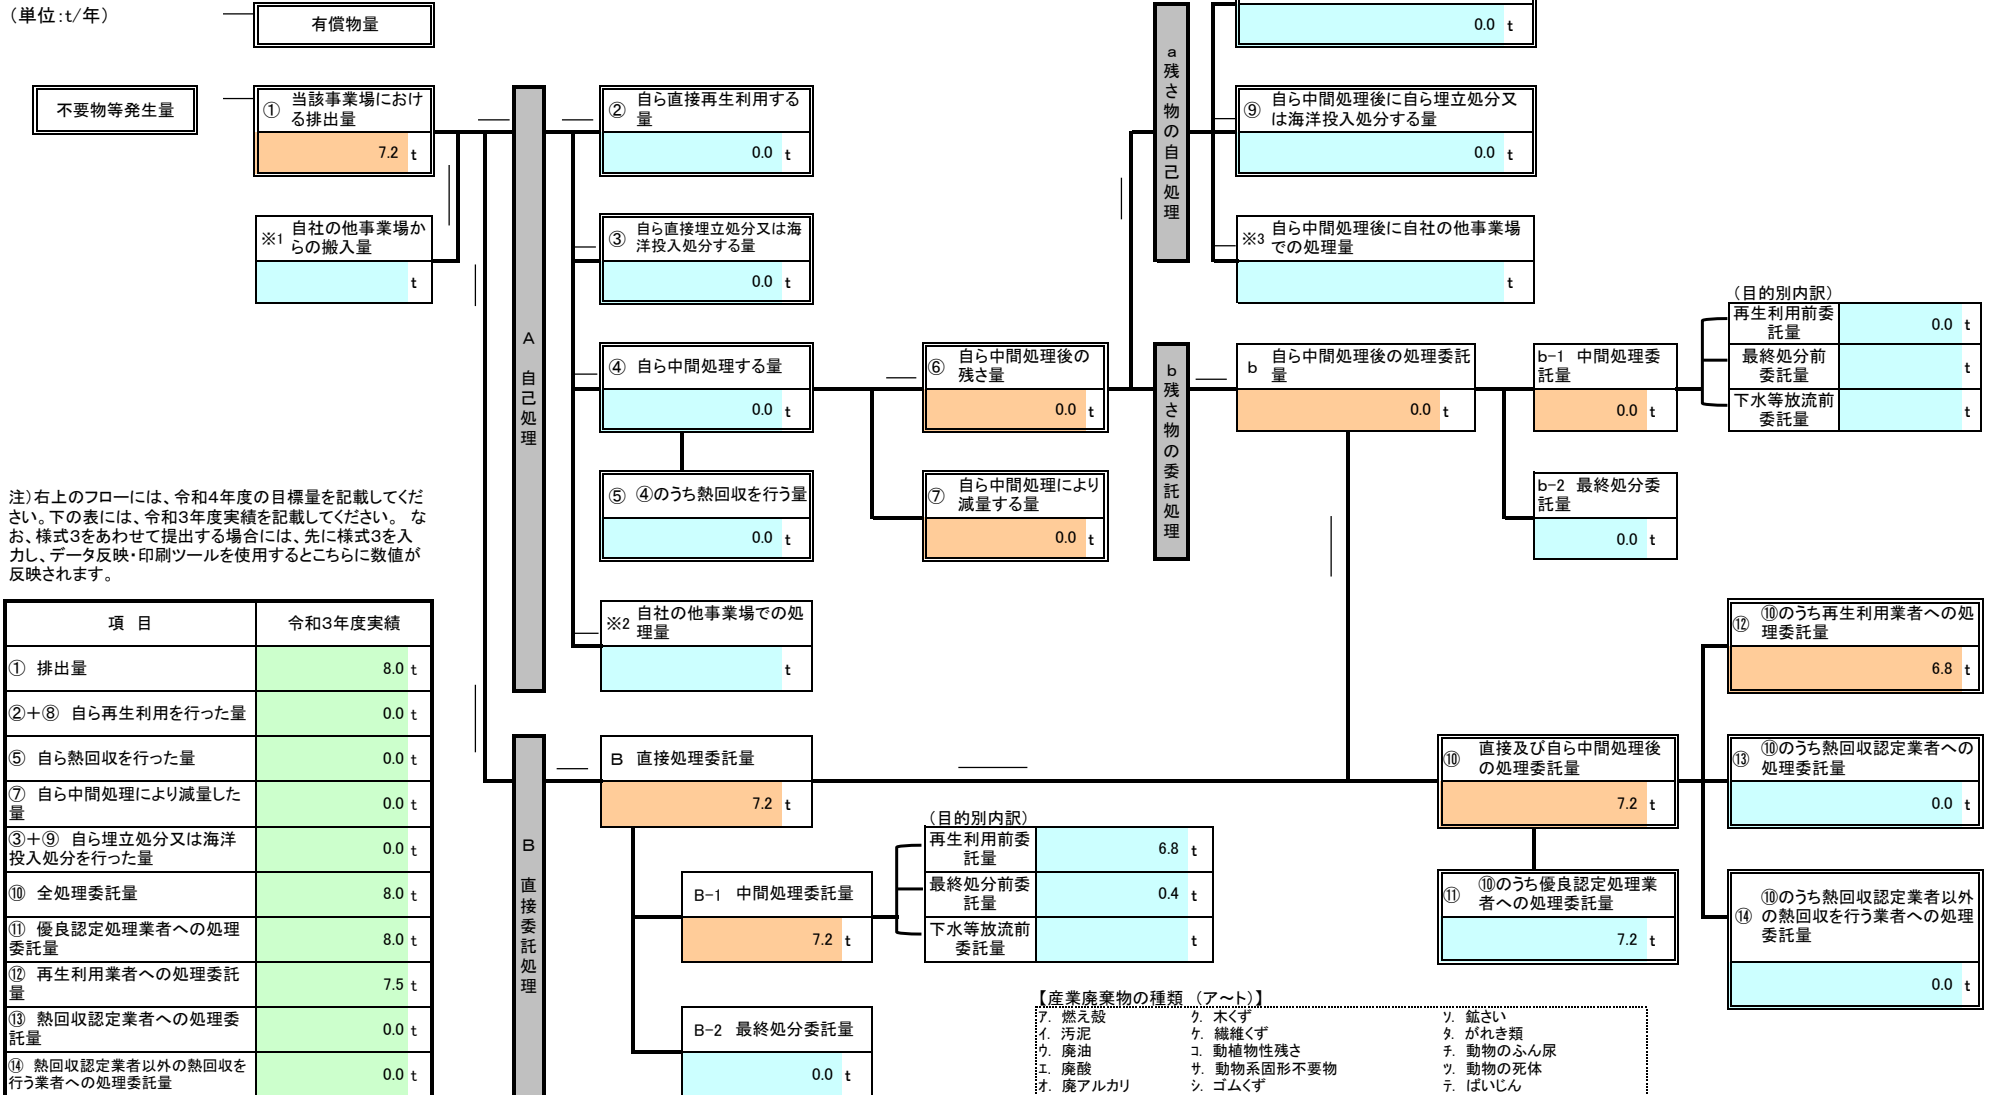 (単位:t/年)
有償物量
0.0 t
不要物等発生量
① 当該事業場におけ
る排出量
7.2 t
② 自ら直接再生利用する
量
0.0 t
a
残
さ
物
の
自
己
処
理
⑨ 自ら中間処理後に自ら埋立処分又
は海洋投入処分する量
0.0 t
※1 自社の他事業場か
らの搬入量
t
③ 自ら直接埋立処分又は海
洋投入処分する量
0.0 t
※3 自ら中間処理後に自社の他事業場
での処理量
t
A
自
己
処
理
④ 自ら中間処理する量
0.0 t
⑥ 自ら中間処理後の
残さ量
0.0 t
b
残
さ
物
の
委
託
処
理
b 自ら中間処理後の処理委託
量
0.0 t
b-1 中間処理委
託量
0.0 t
(目的別内訳)
再生利用前委
託量
0.0 t
最終処分前
委託量
t
下水等放流前
委託量
t
⑤ ④のうち熱回収を行う量
0.0 t
⑦ 自ら中間処理により
減量する量
0.0 t
b-2 最終処分委
託量
0.0 t
注)右上のフローには、令和4年度の目標量を記載してくだ
さい。下の表には、令和3年度実績を記載してください。 な
お、様式3をあわせて提出する場合には、先に様式3を入
力し、データ反映・印刷ツールを使用するとこちらに数値が
反映されます。
※2 自社の他事業場での処
理量
t
項 目 令和3年度実績
① 排出量 8.0 t
②+⑧ 自ら再生利用を行った量 0.0 t
⑤ 自ら熱回収を行った量 0.0 t
⑦ 自ら中間処理により減量した
量 0.0 t
③+⑨ 自ら埋立処分又は海洋
投入処分を行った量 0.0 t
⑩ 全処理委託量 8.0 t
⑪ 優良認定処理業者への処理
委託量 8.0 t
⑫ 再生利用業者への処理委託
量 7.5 t
⑬ 熱回収認定業者への処理委
託量 0.0 t
⑭ 熱回収認定業者以外の熱回収を
行う業者への処理委託量 0.0 t
B
直
接
委
託
処
理
B 直接処理委託量
7.2 t
B-1 中間処理委託量
7.2 t
(目的別内訳)
再生利用前委
託量
6.8 t
最終処分前委
託量
0.4 t
下水等放流前
委託量
t
B-2 最終処分委託量
0.0 t
⑩ 直接及び自ら中間処理後
の処理委託量
7.2 t
⑪ ⑩のうち優良認定処理業
者への処理委託量
7.2 t
⑫ ⑩のうち再生利用業者への処
理委託量
6.8 t
⑬ ⑩のうち熱回収認定業者への
処理委託量
0.0 t
⑭ ⑩のうち熱回収認定業者以外
の熱回収を行う業者への処理
委託量
0.0 t
【産業廃棄物の種類 (ア~ト)】
ア. 燃え殻 ク. 木くず ソ. 鉱さい
イ. 汚泥 ケ. 繊維くず タ. がれき類
ウ. 廃油 コ. 動植物性残さ チ. 動物のふん尿
エ. 廃酸 サ. 動物系固形不要物 ツ. 動物の死体
オ. 廃アルカリ シ. ゴムくず テ. ばいじん